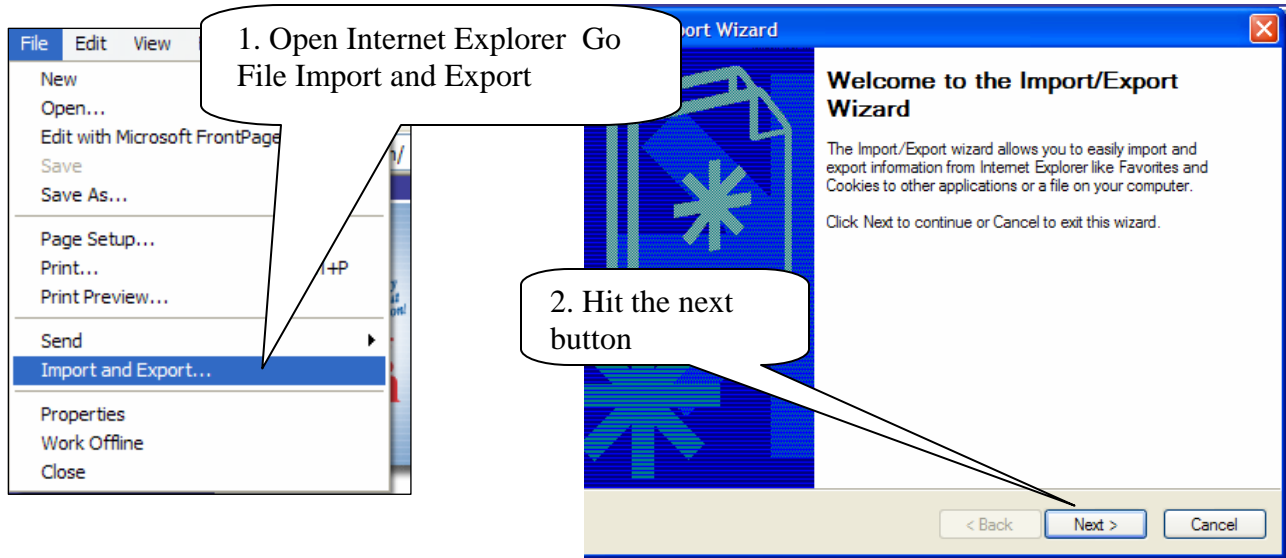 File Edit View
1. Open Internet Explorer Go
File Import and Export
New
Open...
Edit with Microsoft FrontPage
Save
Save As...
Page Setup...
Print...
+P
Print Preview...
Send
Import and Export...
Properties
Work Offline
Close
Wizard
Welcome to the Import/Export
Wizard
The Import/Export wizard allows you to easily import and
export information from Internet Explorer like Favorites and
Cookies to other applications or a file on your computer.
Click Next to continue or Cancel to exit this wizard.
2. Hit the next
button
< Back Next > Cancel